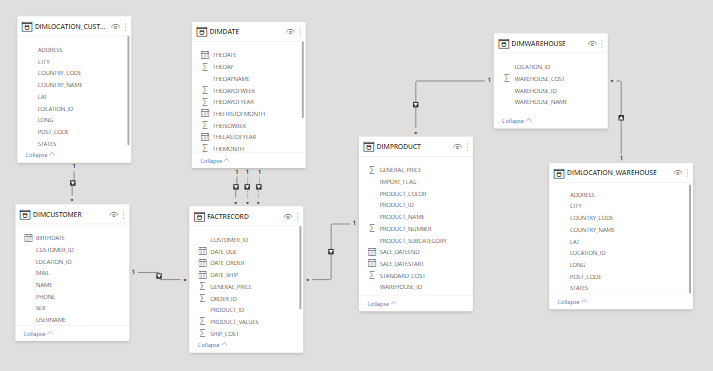 DIMLOCATION_CUST...
ADDRESS
CITY
COUNTRY_CODE
COUNTRY_NAME
LAT
LOCATION_ID
LONG
POST_CODE
STATES
Collapse
1
*
DIMCUSTOMER
BIRTHDATE
CUSTOMER_ID
LOCATION_ID
MAIL
NAME
PHONE
SEX
USERNAME
Collapse
1
*
DIMDATE
THEDATE
THEDAY
THEDAYNAME
THEDAYOFWEEK
THEDAYOFYEAR
THEFIRSTOFMONTH
THEISOWEEK
THELASTOFYEAR
THEMONTH
Collapse
1 1 1
* * *
FACTRECORD
CUSTOMER_ID
DATE_DUE
DATE_ORDER
DATE_SHIP
GENERAL_PRICE
ORDER_ID
PRODUCT_ID
PRODUCT_VALUES
SHIP_COST
Collapse
*
1
DIMPRODUCT
GENERAL_PRICE
IMPORT_FLAG
PRODUCT_COLOR
PRODUCT_ID
PRODUCT_NAME
PRODUCT_NUMBER
PRODUCT_SUBCATEGORY
SALE_DATEEND
SALE_DATESTART
STANDARD_COST
WAREHOUSE_ID
Collapse
*
1
DIMWAREHOUSE
LOCATION_ID
WAREHOUSE_COST
WAREHOUSE_ID
WAREHOUSE_NAME
Collapse
*
1
DIMLOCATION_WAREHOUSE
ADDRESS
CITY
COUNTRY_CODE
COUNTRY_NAME
LAT
LOCATION_ID
LONG
POST_CODE
STATES
Collapse